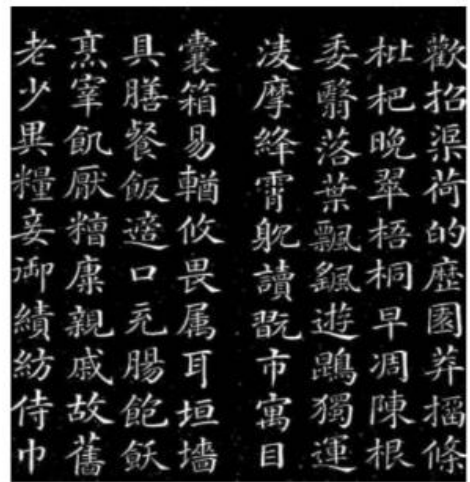 歡招渠荷的歷園莽㩅條
枇杷晚翠梧桐早凋陳根
委翳落葉飄颻遊鵾獨運
淩摩絳霄躭讀翫市寓目
囊箱易輶攸畏属耳垣墻
具膳餐飯適口充腸飽飫
烹宰飢厭糟糠親戚故舊
老少異糧妾御績紡侍巾